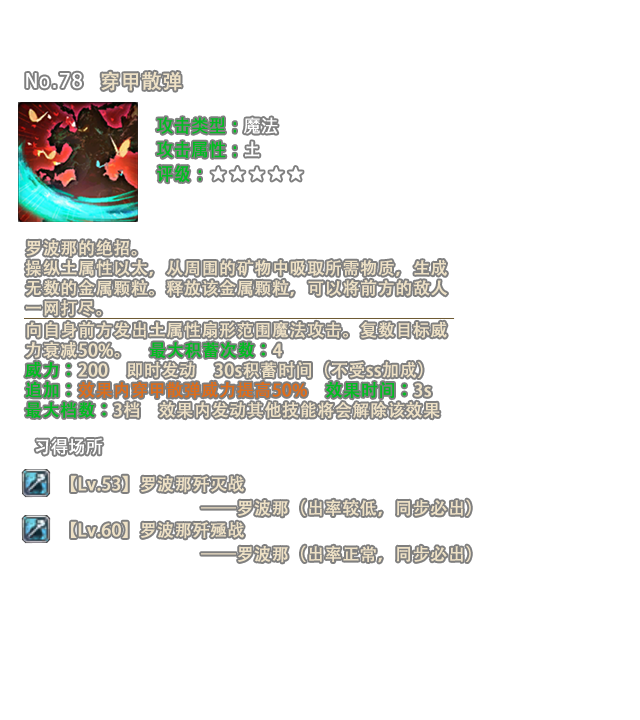 No.78 穿甲散弹
攻击类型：魔法
攻击属性：土
评级：☆☆☆☆☆
罗波那的绝招。
操纵土属性以太，从周围的矿物中吸取所需物质，生成
无数的金属颗粒。释放该金属颗粒，可以将前方的敌人
一网打尽。
向自身前方发出土属性扇形范围魔法攻击。复数目标威
力衰减50%。 最大积蓄次数：4
威力：200 即时发动 30s积蓄时间（不受ss加成）
追加：效果内穿甲散弹威力提高50% 效果时间：3s
最大档数：3档 效果内发动其他技能将会解除该效果
习得场所
【Lv.53】罗波那歼灭战
——罗波那（出率较低，同步必出）
【Lv.60】罗波那歼殛战
——罗波那（出率正常，同步必出）